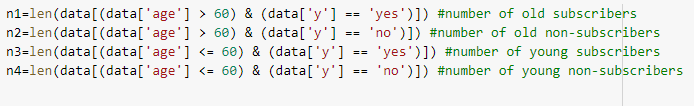 n1=len(data[(data['age'] > 60) & (data['y'] == 'yes')]) #number of old subscribers
n2=len(data[(data['age'] > 60) & (data['y'] == 'no')]) #number of old non-subscribers
n3=len(data[(data['age'] <= 60) & (data['y'] == 'yes')]) #number of young subscribers
n4=len(data[(data['age'] <= 60) & (data['y'] == 'no')]) #number of young non-subscribers